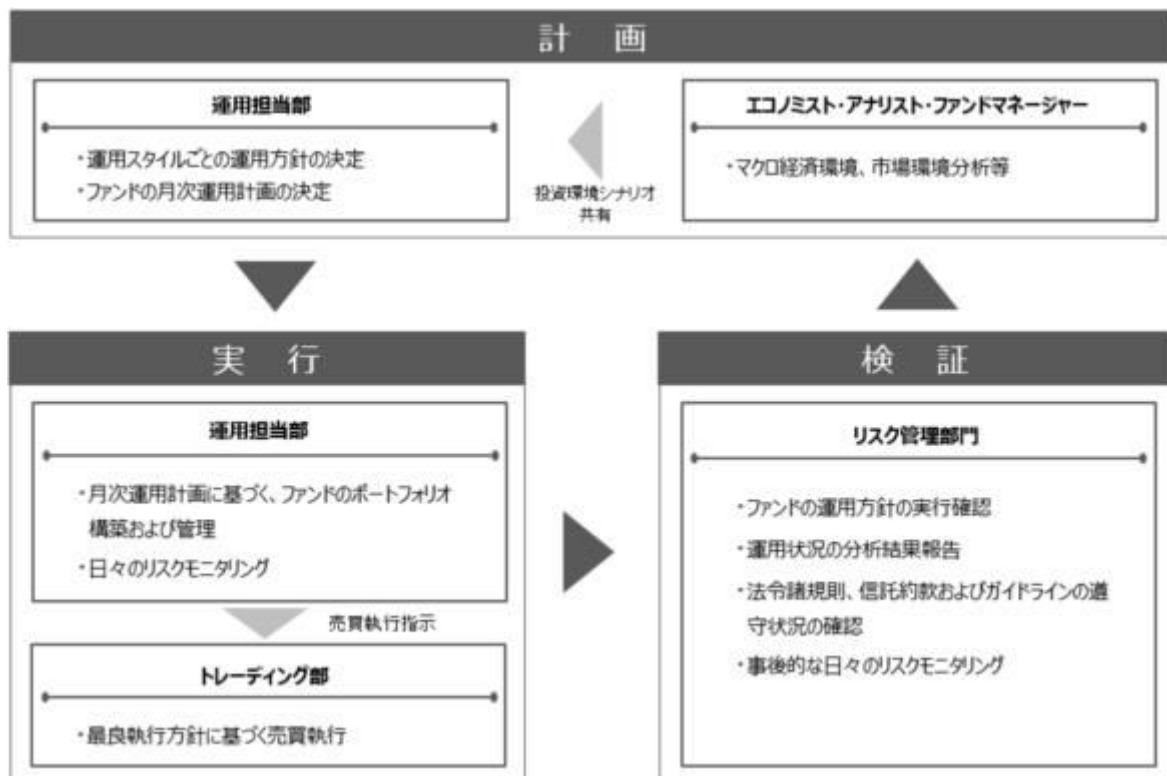 計 画
運用担当部
・運用スタイルごとの運用方針の決定
・ファンドの月次運用計画の決定
投資環境シナリオ
共有
エコノミスト・アナリスト・ファンドマネージャー
・マクロ経済環境、市場環境分析等
実 行
運用担当部
・月次運用計画に基づく、ファンドのポートフォリオ
構築および管理
・日々のリスクモニタリング
売買執行指示
トレーディング部
・最良執行方針に基づく売買執行
検 証
リスク管理部門
・ファンドの運用方針の実行確認
・運用状況の分析結果報告
・法令諸規則、信託約款およびガイドラインの遵
守状況の確認
・事後的な日々のリスクモニタリング